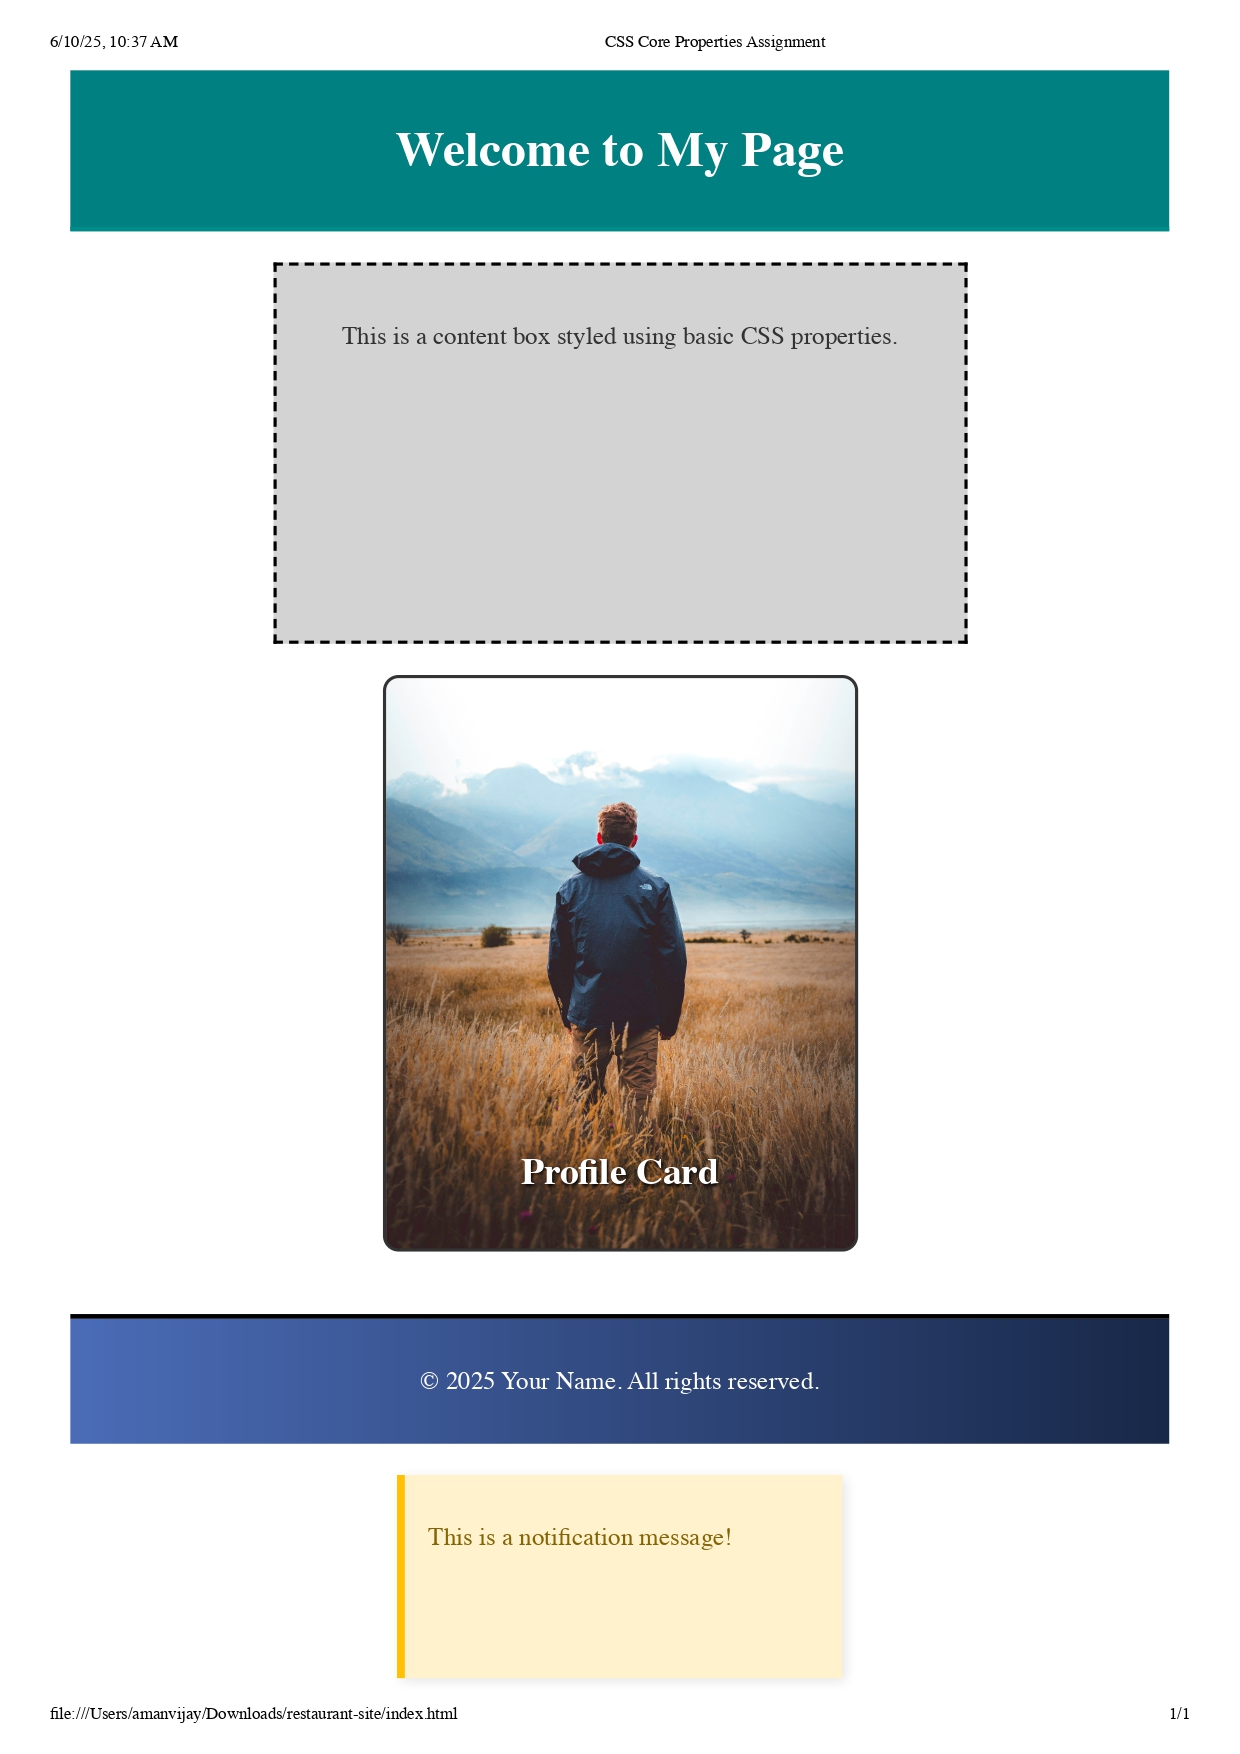 6/10/25, 10:37 AM
CSS Core Properties Assignment
Welcome to My Page
This is a content box styled using basic CSS properties.
Profile Card
© 2025 Your Name. All rights reserved.
This is a notification message!
file:///Users/amanvijay/Downloads/restaurant-site/index.html
1/1